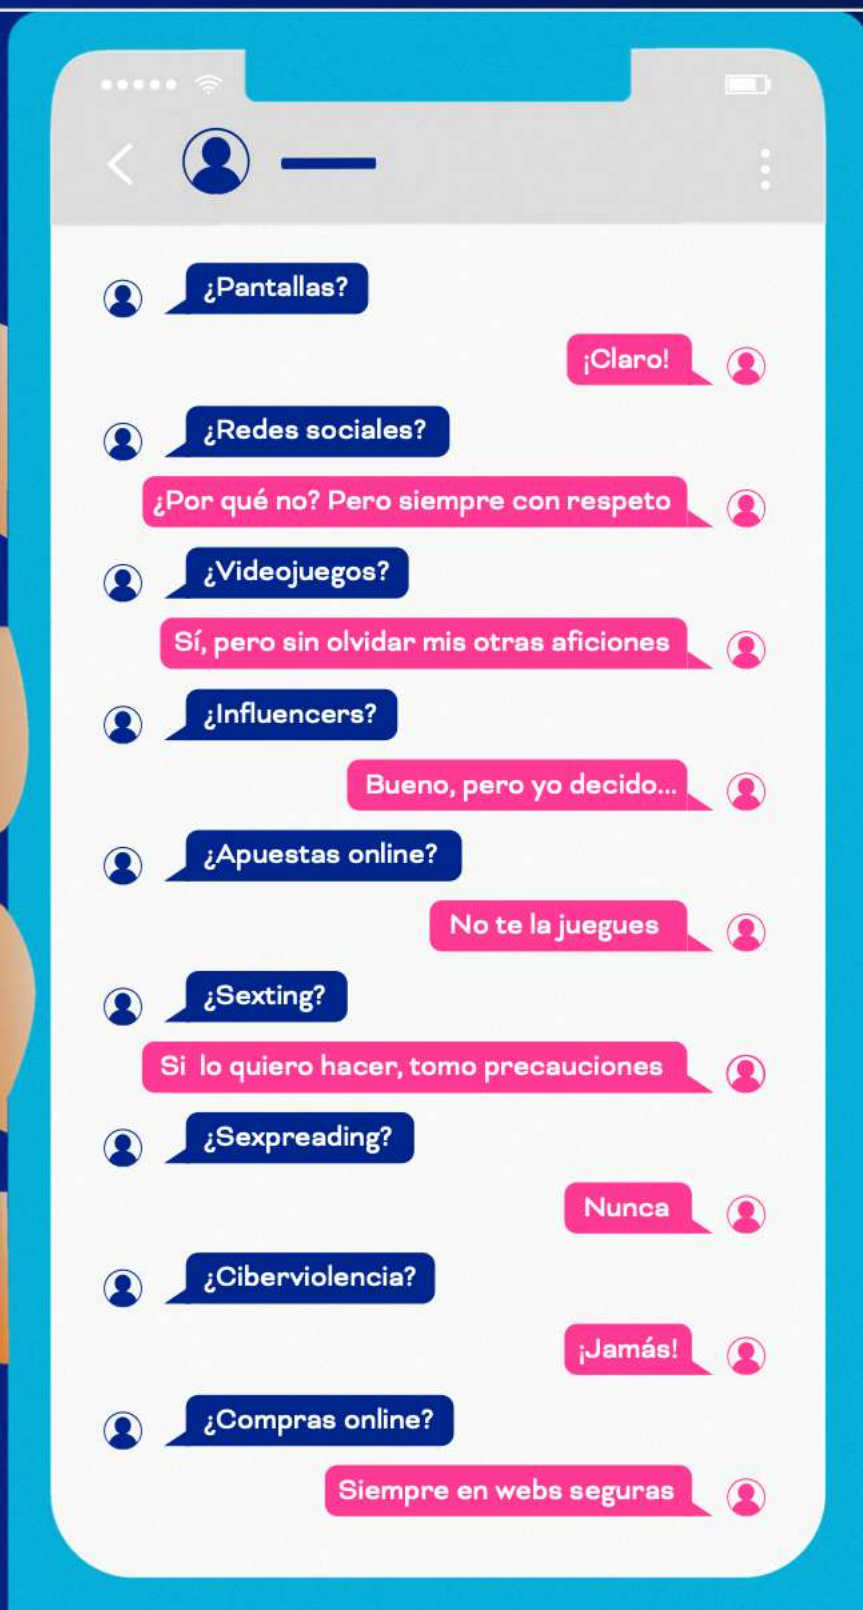 ¿Pantallas?
¡Claro!
¿Redes sociales?
¿Por qué no? Pero siempre con respeto
¿Videojuegos?
Sí, pero sin olvidar mis otras aficiones
¿Influencers?
Bueno, pero yo decido...
¿Apuestas online?
No te la juegues
¿Sexting?
Si lo quiero hacer, tomo precauciones
¿Sexpreading?
Nunca
¿Ciberviolencia?
¡Jamás!
¿Compras online?
Siempre en webs seguras